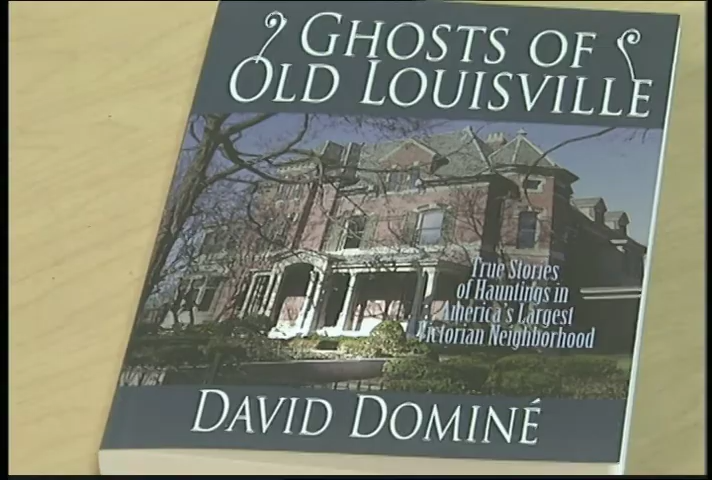 GHOSTS OF
OLD LOUISVILLE
True Stories
of Hauntings in
America's Largest
Victorian Neighborhood
DAVID DOMINÉ